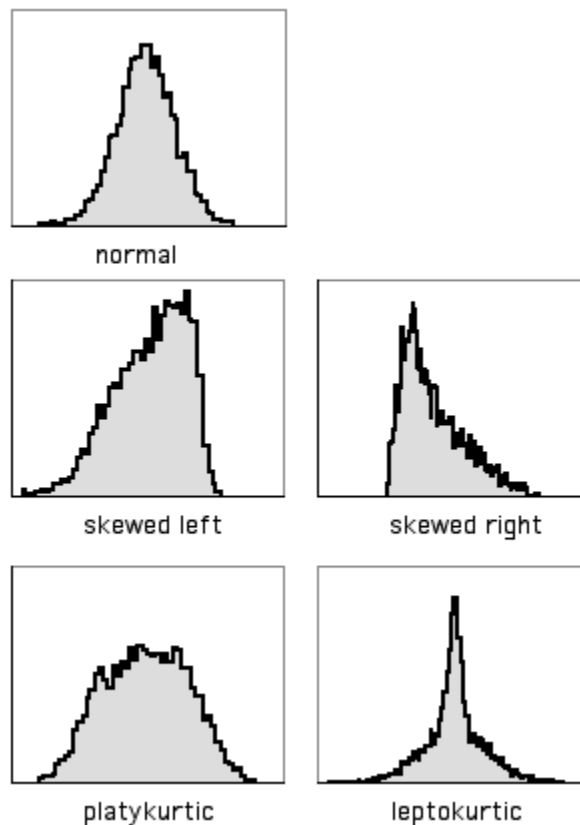 normal
skewed left
skewed right
platykurtic
leptokurtic